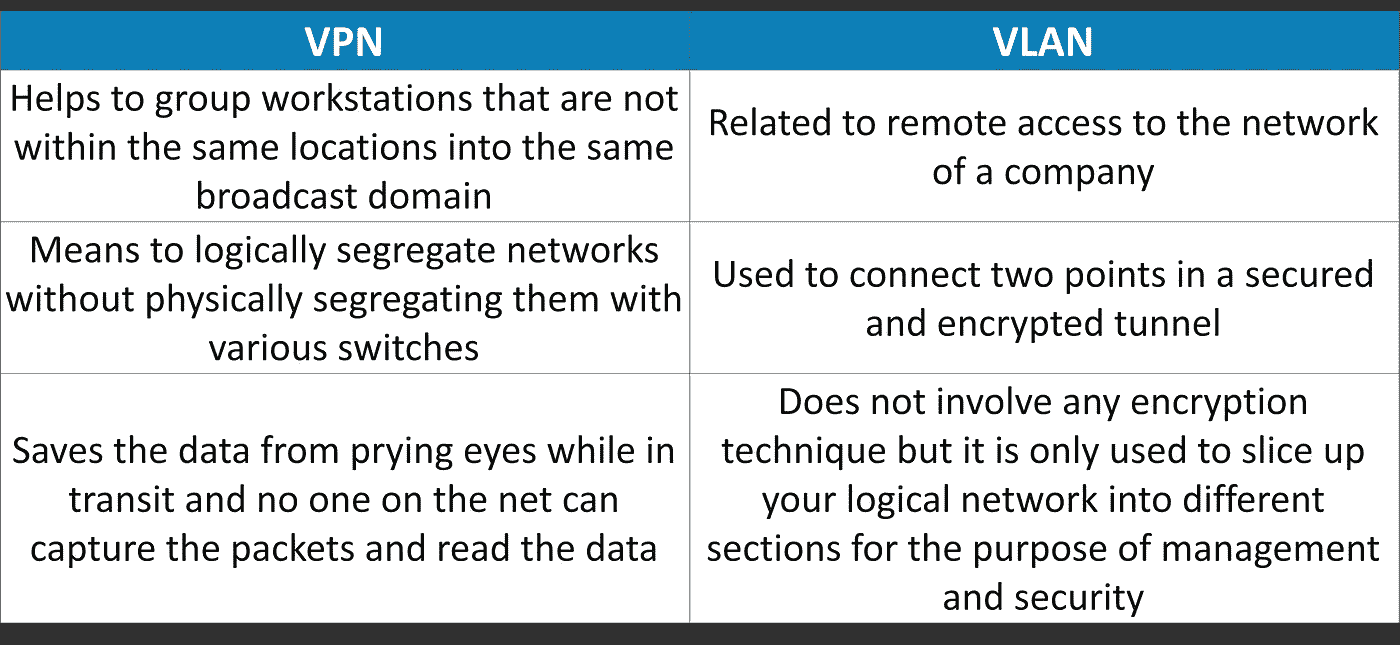 VPN
VLAN
Helps to group workstations that are not
within the same locations into the same
broadcast domain
Related to remote access to the network
of a company
Means to logically segregate networks
without physically segregating them with
various switches
Used to connect two points in a secured
and encrypted tunnel
Saves the data from prying eyes while in
transit and no one on the net can
capture the packets and read the data
Does not involve any encryption
technique but it is only used to slice up
your logical network into different
sections for the purpose of management
and security